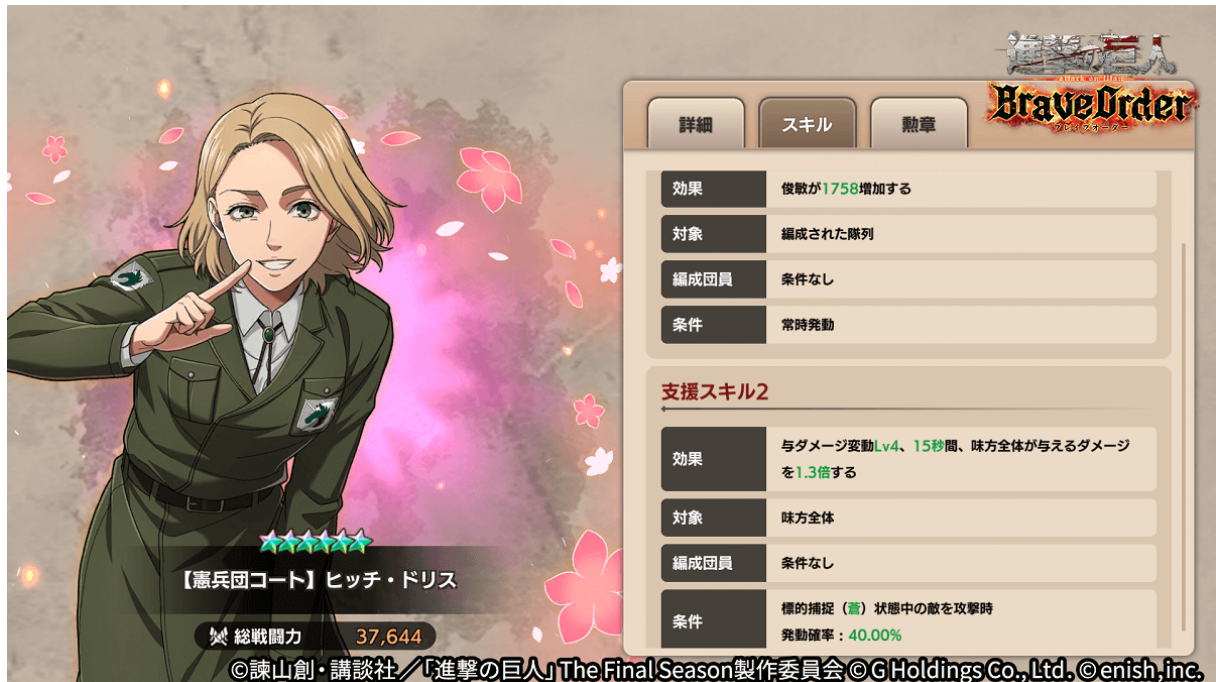 進撃の巨人
attack on titan
BraveOrder
ブレイブオーダー
詳細
スキル
勲章
効果
俊敏が1758増加する
対象
編成された隊列
編成団員
条件なし
条件
常時発動
支援スキル2
効果
与ダメージ変動Lv4、15秒間、味方全体が与えるダメージ
を1.3倍する
対象
味方全体
編成団員
条件なし
条件
標的捕捉（蒼）状態中の敵を攻撃時
発動確率：40.00%
【憲兵団コート】ヒッチ・ドリス
総戦闘力
37,644
©諫山創・講談社／「進撃の巨人」The Final Season製作委員会 © G Holdings Co., Ltd. © enish,inc.